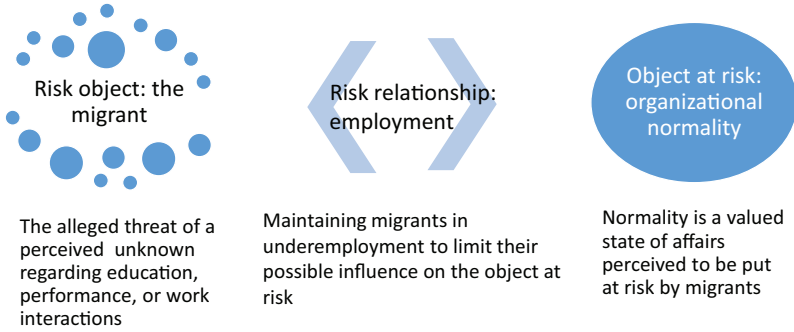 Risk object: the
migrant
Risk relationship:
employment
Object at risk:
organizational
normality
The alleged threat of a
perceived unknown
regarding education,
performance, or work
interactions
Maintaining migrants in
underemployment to limit their
possible influence on the object at
risk
Normality is a valued
state of affairs
perceived to be put
at risk by migrants